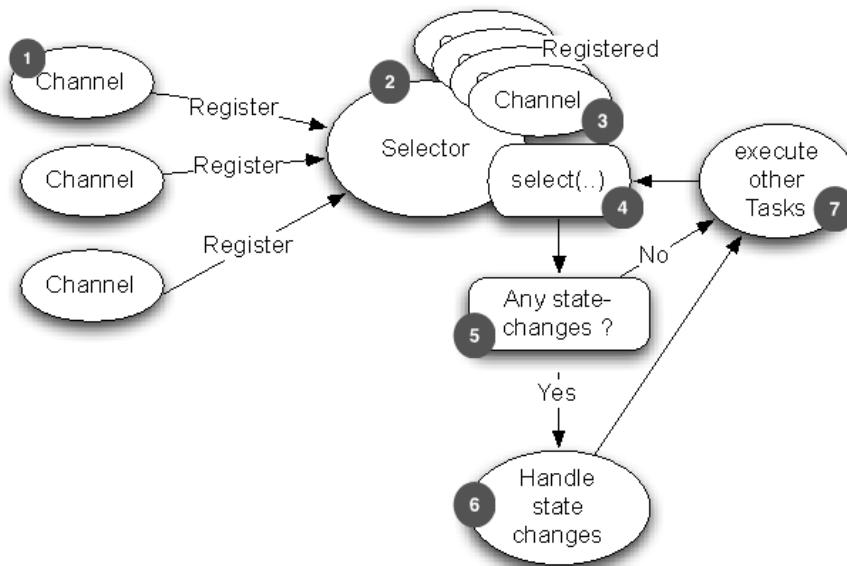 1
Channel
Register
Channel
Register
Channel
Register
2
Selector
Registered
Channel
3
select(..)
4
execute
other
Tasks
7
No
Any state-
changes ?
5
Yes
Handle
state
changes
6